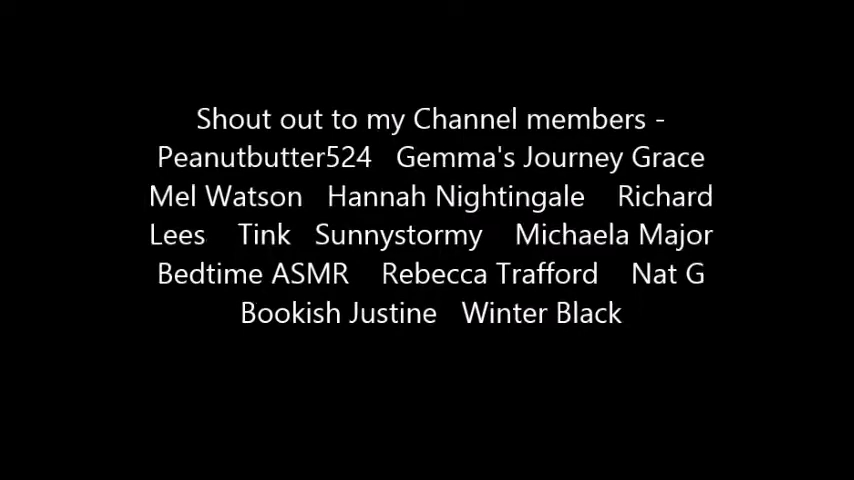 Shout out to my Channel members -
Peanutbutter524 Gemma's Journey Grace
Mel Watson Hannah Nightingale Richard
Lees Tink Sunnystormy Michaela Major
Bedtime ASMR Rebecca Trafford Nat G
Bookish Justine Winter Black